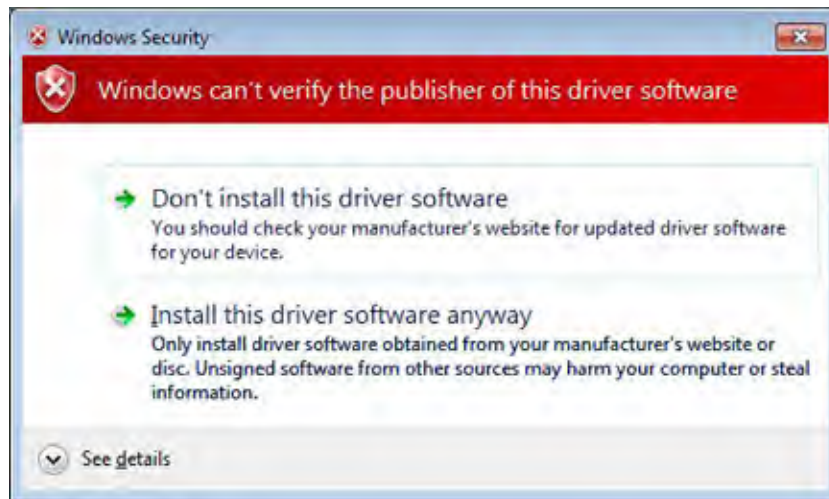 Windows Security
Windows can't verify the publisher of this driver software
Don't install this driver software
You should check your manufacturer's website for updated driver software
for your device.
Install this driver software anyway
Only install driver software obtained from your manufacturer's website or
disc. Unsigned software from other sources may harm your computer or steal
information.
See details